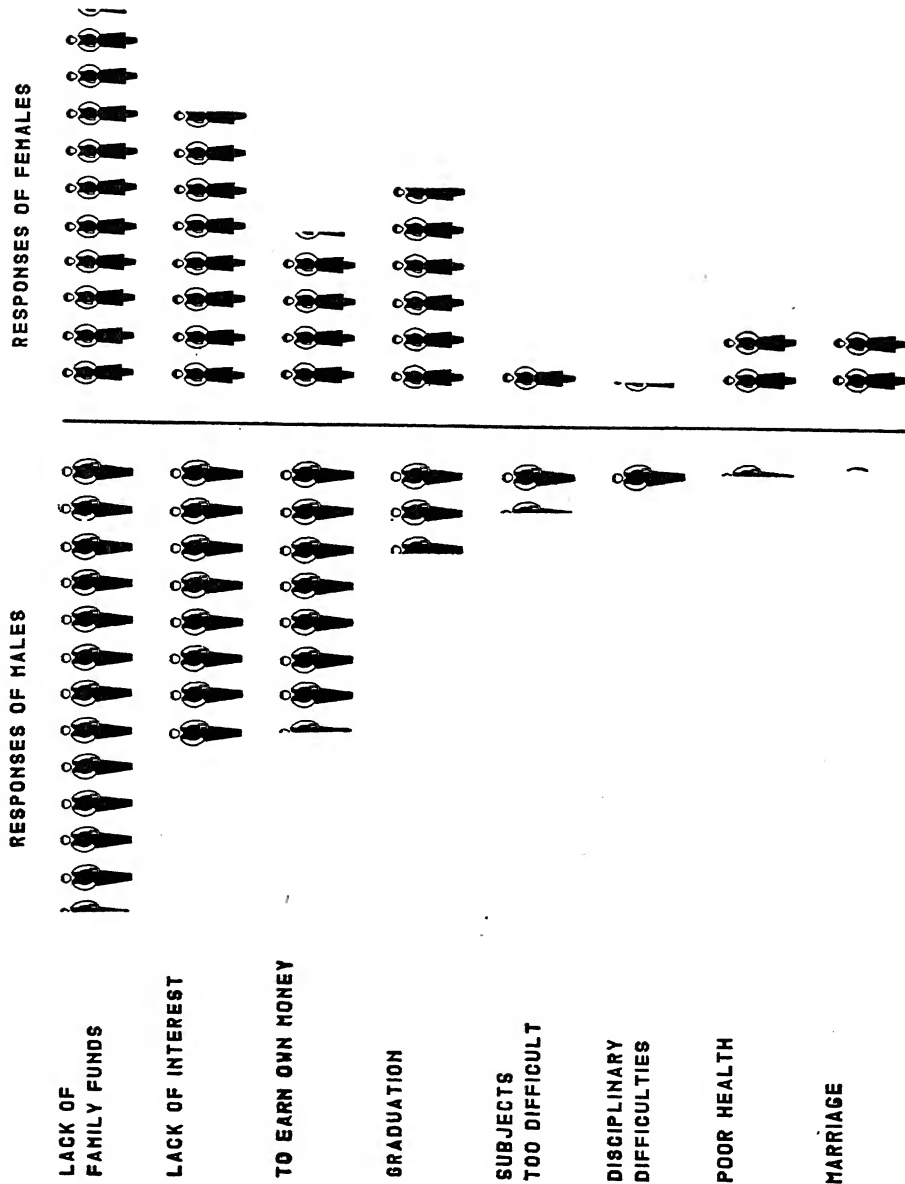 RESPONSES OF MALES
RESPONSES OF FEMALES
LACK OF
FAMILY FUNDS
LACK OF INTEREST
TO EARN OWN MONEY
GRADUATION
SUBJECTS
TOO DIFFICULT
DISCIPLINARY
DIFFICULTIES
POOR HEALTH
MARRIAGE